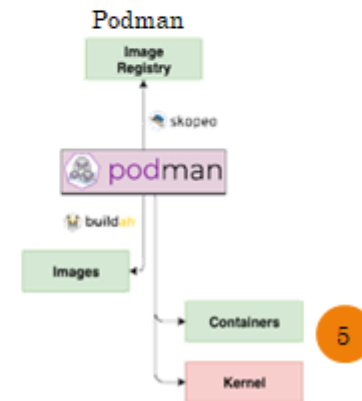 Podman
Image
Registry
skopeo
podman
buildah
Images
Containers
5
Kernel